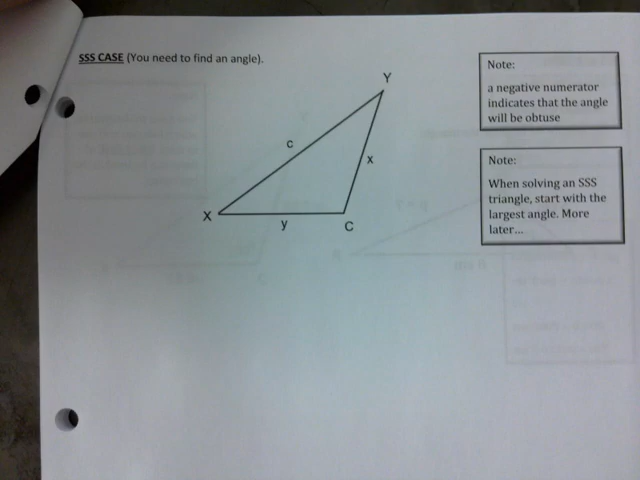 SSS CASE (You need to find an angle).
Y
c
x
X
y
C
Note:
a negative numerator
indicates that the angle
will be obtuse
Note:
When solving an SSS
triangle, start with the
largest angle. More
later...